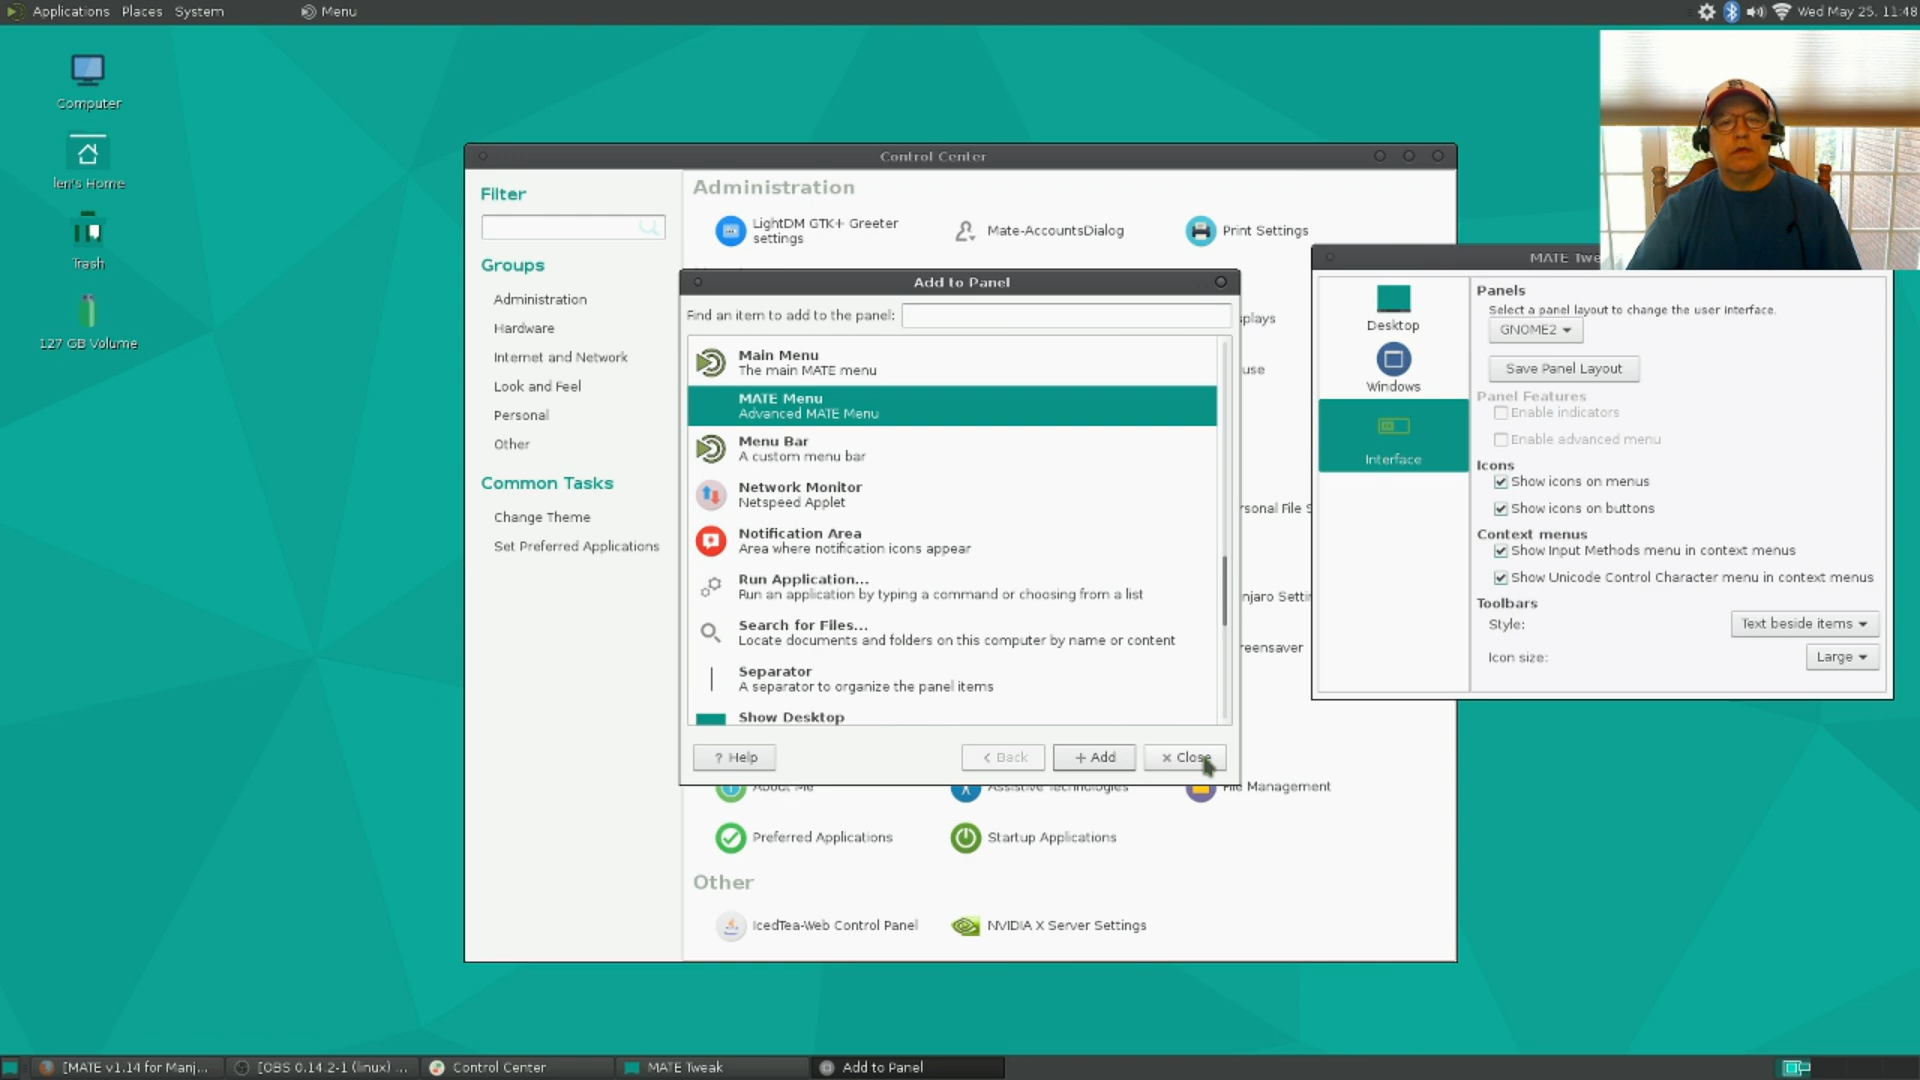 Applications Places System Menu Wed May 25, 11:48
Computer
len's Home
Trash
127 GB Volume
Control Center
Filter
Groups
Administration
Hardware
Internet and Network
Look and Feel
Personal
Other
Common Tasks
Change Theme
Set Preferred Applications
Administration
LightDM GTK+ Greeter
settings
Mate-AccountsDialog
Print Settings
splays
use
rsonal File S
njaro Settin
reensaver
About Me
Assistive Technologies
File Management
Preferred Applications
Startup Applications
Other
IcedTea-Web Control Panel
NVIDIA X Server Settings
Add to Panel
Find an item to add to the panel:
Main Menu
The main MATE menu
MATE Menu
Advanced MATE Menu
Menu Bar
A custom menu bar
Network Monitor
Netspeed Applet
Notification Area
Area where notification icons appear
Run Application...
Run an application by typing a command or choosing from a list
Search for Files...
Locate documents and folders on this computer by name or content
Separator
A separator to organize the panel items
Show Desktop
? Help
< Back
+ Add
× Close
MATE Twe
Desktop
Windows
Interface
Panels
Select a panel layout to change the user interface.
GNOME2
Save Panel Layout
Panel Features
Enable indicators
Enable advanced menu
Icons
Show icons on menus
Show icons on buttons
Context menus
Show Input Methods menu in context menus
Show Unicode Control Character menu in context menus
Toolbars
Style: Text beside items
Icon size: Large
[MATE v1.14 for Manj... [OBS 0.14.2-1 (linux) ... Control Center MATE Tweak Add to Panel